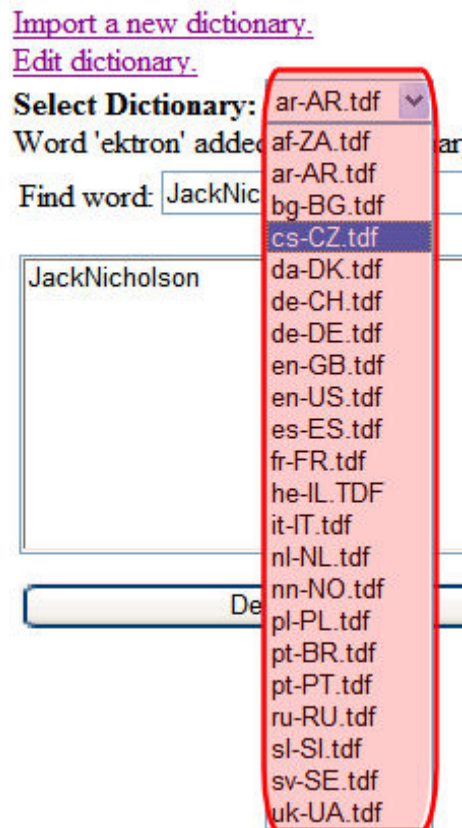 Import a new dictionary.
Edit dictionary.
Select Dictionary: ar-AR.tdf
Word 'ektron' added
Find word: JackNic
JackNicholson
af-ZA.tdf
ar-AR.tdf
bg-BG.tdf
cs-CZ.tdf
da-DK.tdf
de-CH.tdf
de-DE.tdf
en-GB.tdf
en-US.tdf
es-ES.tdf
fr-FR.tdf
he-IL.TDF
it-IT.tdf
nl-NL.tdf
nn-NO.tdf
pl-PL.tdf
pt-BR.tdf
pt-PT.tdf
ru-RU.tdf
sl-SI.tdf
sv-SE.tdf
uk-UA.tdf
De